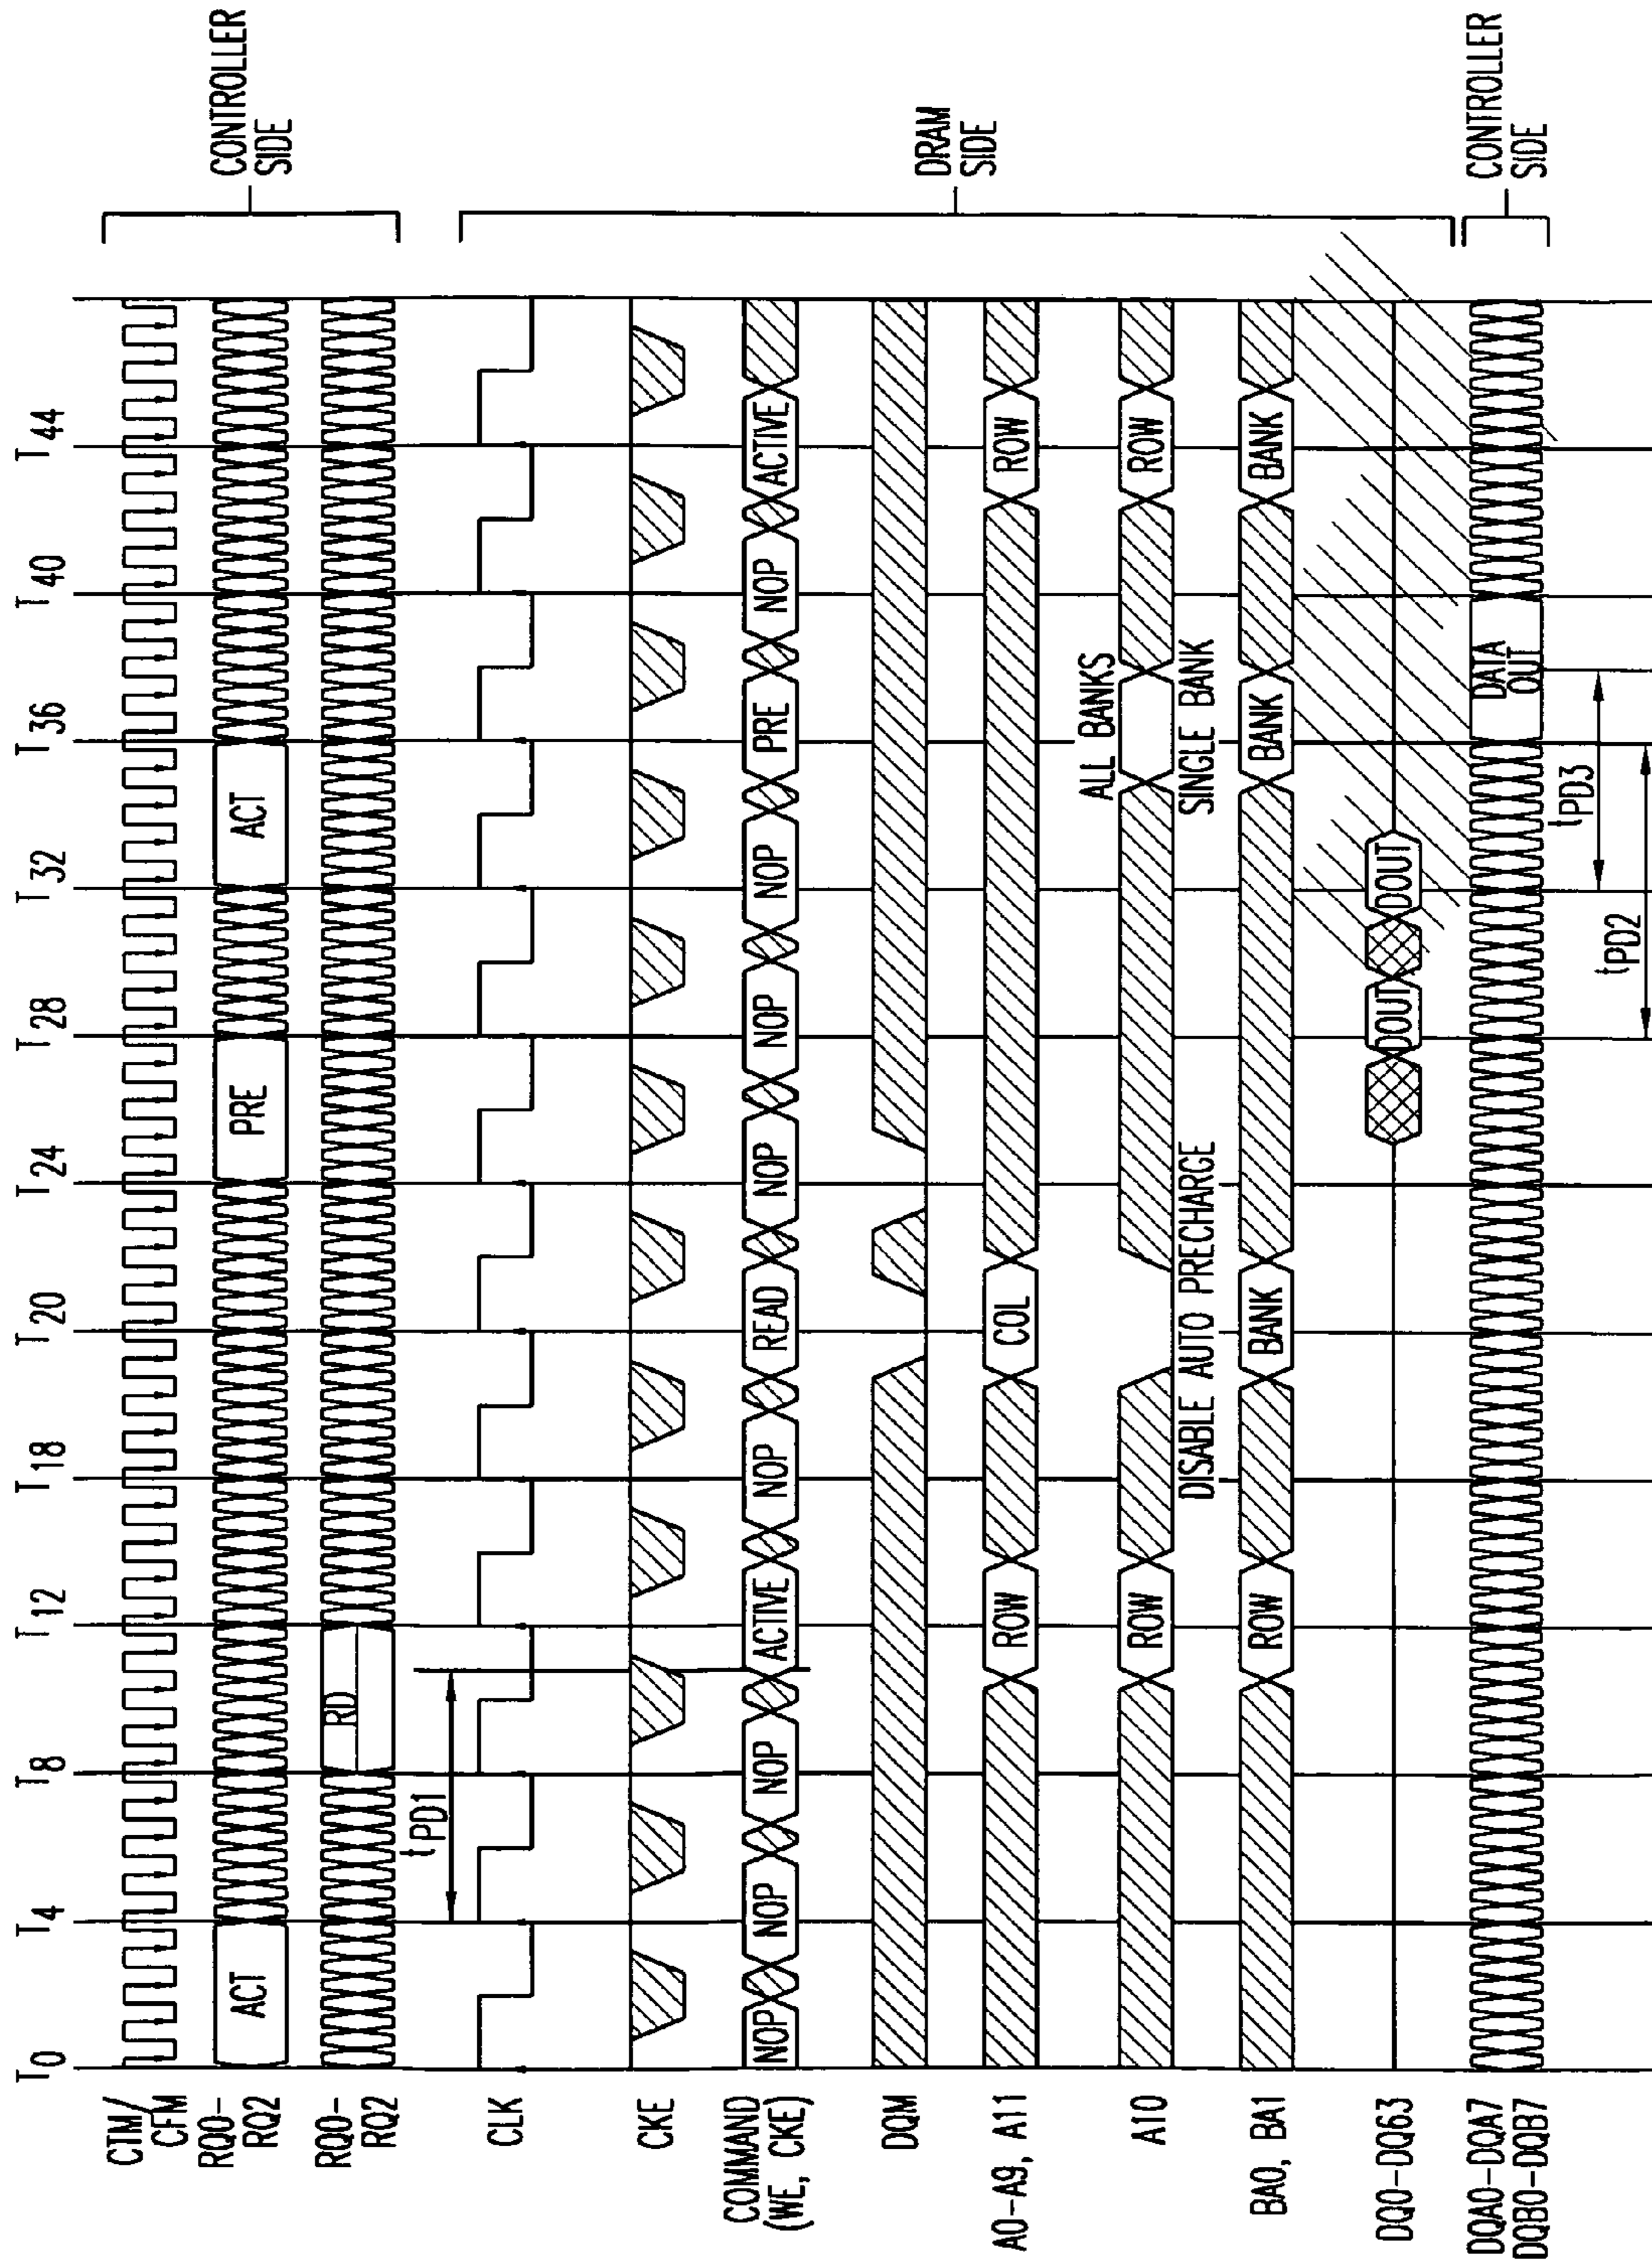 T0 T4 T8 T12 T18 T20 T24 T28 T32 T36 T40 T44
CTM/
CFM
RQ0-
RQ2
ACT PRE ACT
RQ0-
RQ2
RD
CONTROLLER
SIDE
tPD1
CLK
CKE
COMMAND
(WE, CKE)
NOP NOP NOP ACTIVE NOP READ NOP NOP NOP PRE NOP ACTIVE
DQM
A0-A9, A11
ROW COL ROW
ALL BANKS
A10
ROW ROW
DISABLE AUTO PRECHARGE
SINGLE BANK
BA0, BA1
ROW BANK BANK BANK
DQ0-DQ63
DOUT DOUT
DRAM
SIDE
DQA0-DQA7
DQB0-DQB7
DATA
OUT
CONTROLLER
SIDE
tPD3
tPD2